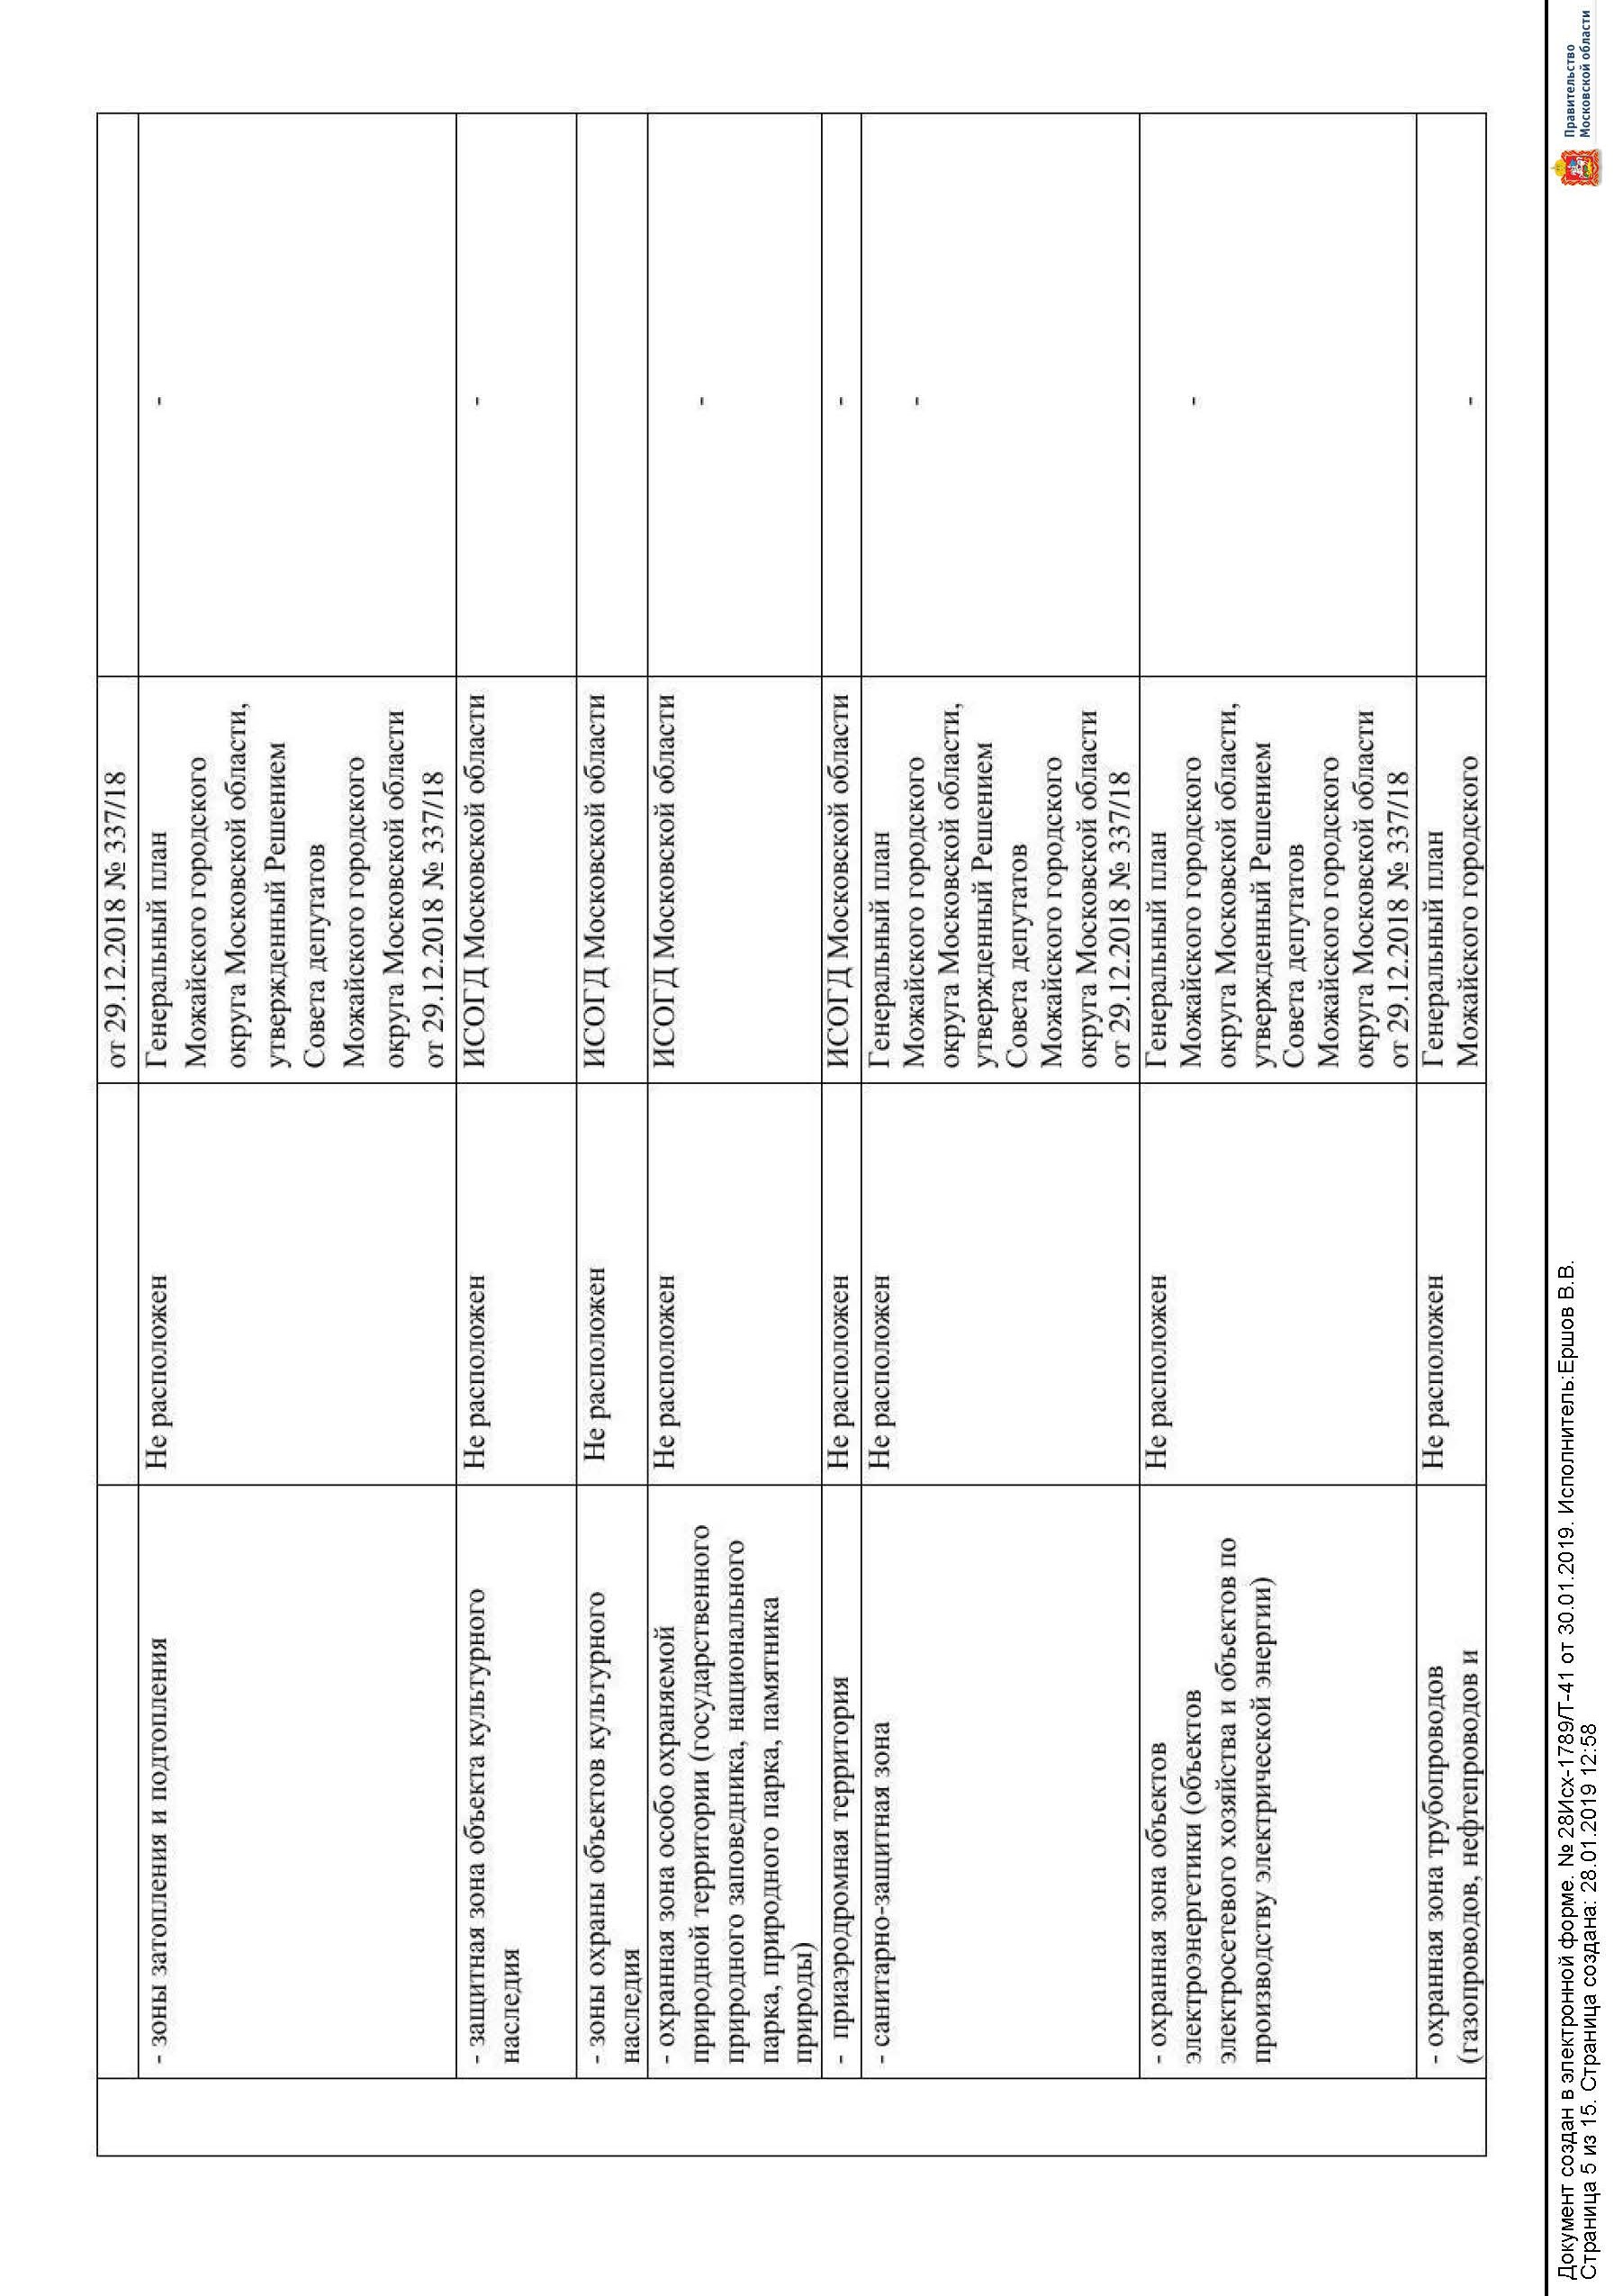 от 29.12.2018 № 337/18
- зоны затопления и подтопления
Не расположен
Генеральный план
Можайского городского
округа Московской области,
утвержденный Решением
Совета депутатов
Можайского городского
округа Московской области
от 29.12.2018 № 337/18
-
- защитная зона объекта культурного
наследия
Не расположен
ИСОГД Московской области
-
- зоны охраны объектов культурного
наследия
Не расположен
ИСОГД Московской области
- охранная зона особо охраняемой
природной территории (государственного
природного заповедника, национального
парка, природного парка, памятника
природы)
Не расположен
ИСОГД Московской области
-
- приаэродромная территория
Не расположен
ИСОГД Московской области
-
- санитарно-защитная зона
Не расположен
Генеральный план
Можайского городского
округа Московской области,
утвержденный Решением
Совета депутатов
Можайского городского
округа Московской области
от 29.12.2018 № 337/18
-
- охранная зона объектов
электроэнергетики (объектов
электросетевого хозяйства и объектов по
производству электрической энергии)
Не расположен
Генеральный план
Можайского городского
округа Московской области,
утвержденный Решением
Совета депутатов
Можайского городского
округа Московской области
от 29.12.2018 № 337/18
-
- охранная зона трубопроводов
(газопроводов, нефтепроводов и
Не расположен
Генеральный план
Можайского городского
-
Документ создан в электронной форме. № 28Исх-1789/Т-41 от 30.01.2019. Исполнитель:Ершов В.В.
Страница 5 из 15. Страница создана: 28.01.2019 12:58
Правительство
Московской области